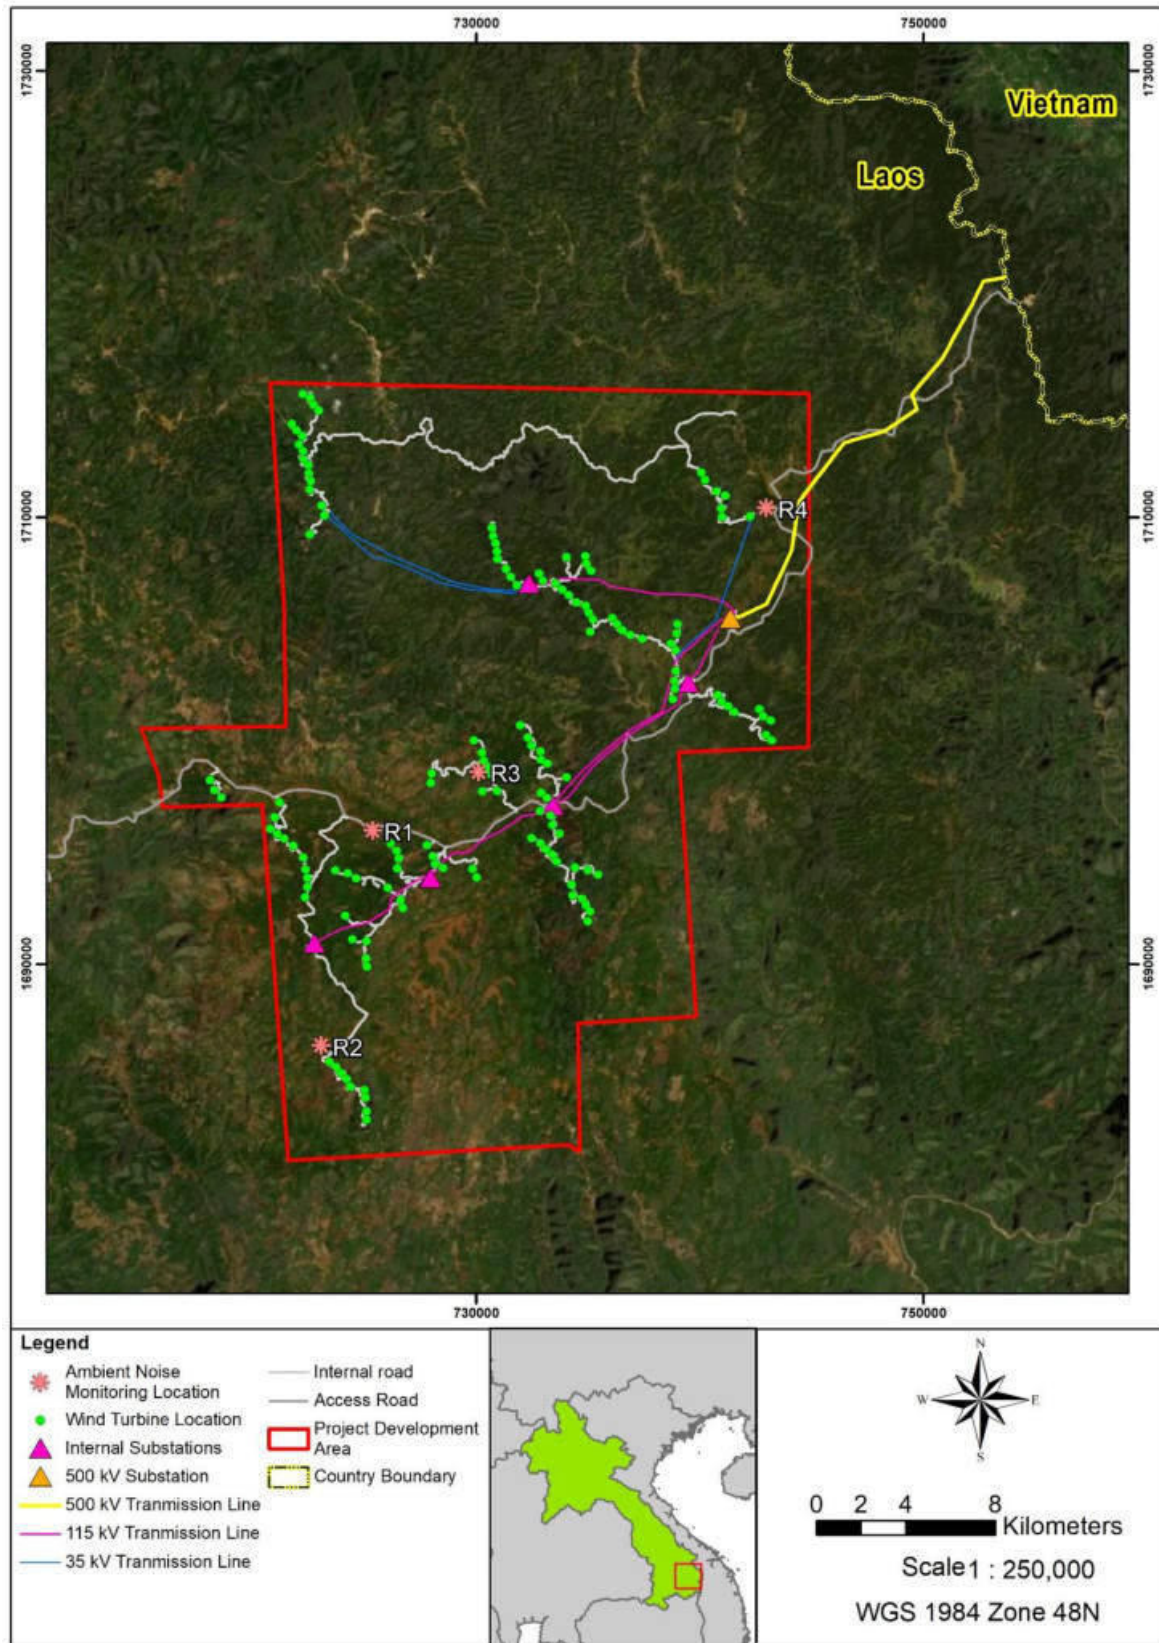 730000
750000
1730000
1730000
Vietnam
Laos
R4
1710000
1710000
R3
R1
1690000
1690000
R2
730000
750000
Legend
Ambient Noise
Monitoring Location
Wind Turbine Location
Internal Substations
500 kV Substation
500 kV Tranmission Line
115 kV Tranmission Line
35 kV Tranmission Line
Internal road
Access Road
Project Development
Area
Country Boundary
N
W
E
S
0 2 4 8
Kilometers
Scale 1 : 250,000
WGS 1984 Zone 48N